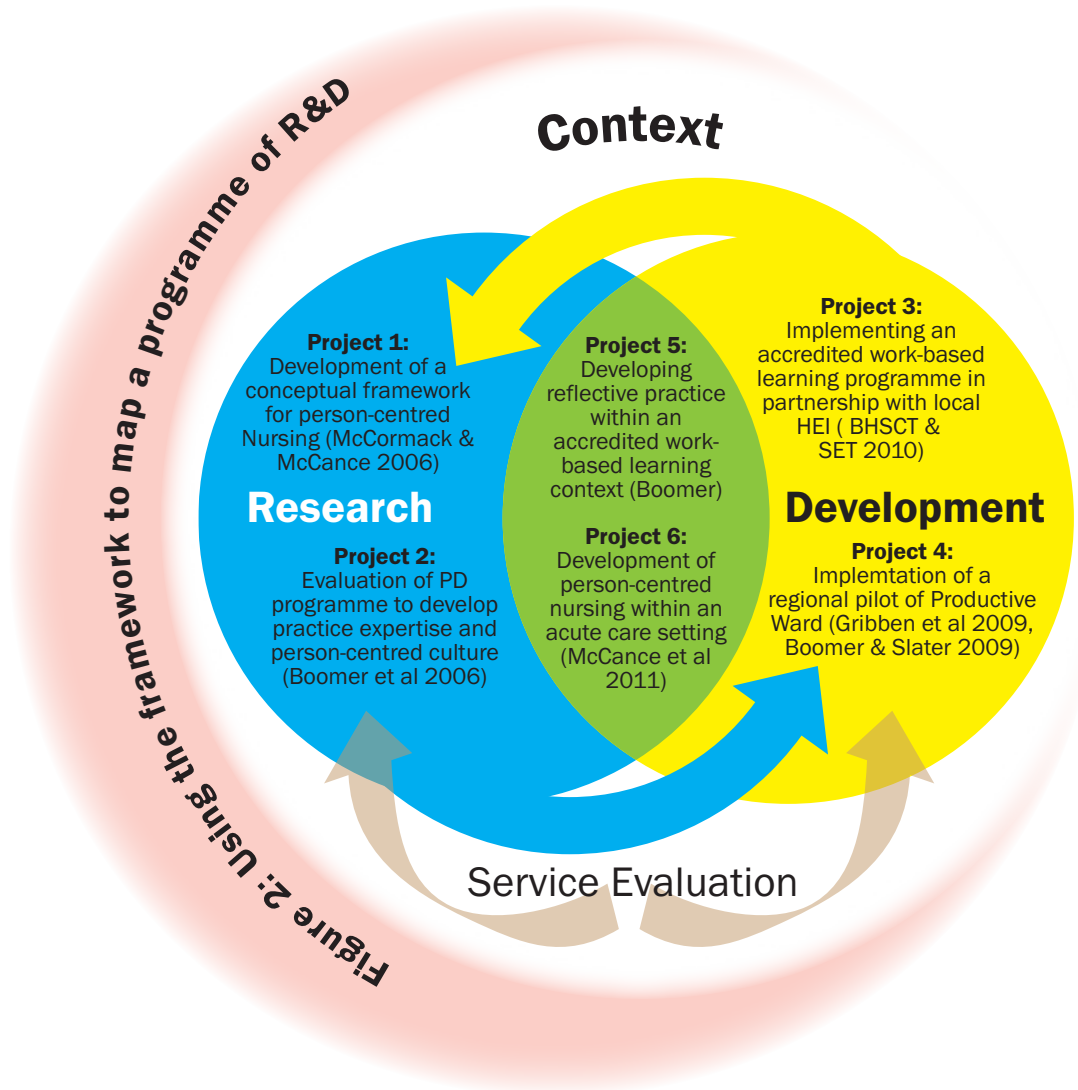 Figure 2: Using the framework to map a programme of R&D
Context
Project 1:
Development of a
conceptual framework
for person-centred
Nursing (McCormack &
McCance 2006)
Research
Project 2:
Evaluation of PD
programme to develop
practice expertise and
person-centred culture
(Boomer et al 2006)
Project 5:
Developing
reflective practice
within an
accredited work-
based learning
context (Boomer)
Project 6:
Development of
person-centred
nursing within an
acute care setting
(McCance et al
2011)
Project 3:
Implementing an
accredited work-based
learning programme in
partnership with local
HEI ( BHSCT &
SET 2010)
Development
Project 4:
Implemtation of a
regional pilot of Productive
Ward (Gribben et al 2009,
Boomer & Slater 2009)
Service Evaluation